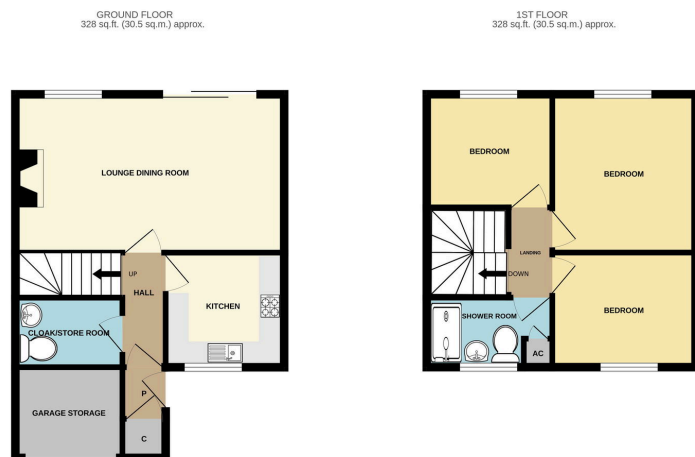 GROUND FLOOR
328 sq.ft. (30.5 sq.m.) approx.
LOUNGE DINING ROOM
UP
HALL
KITCHEN
CLOAK/STORE ROOM
P
GARAGE STORAGE
C
1ST FLOOR
328 sq.ft. (30.5 sq.m.) approx.
BEDROOM
BEDROOM
LANDING
DOWN
BEDROOM
SHOWER ROOM
AC